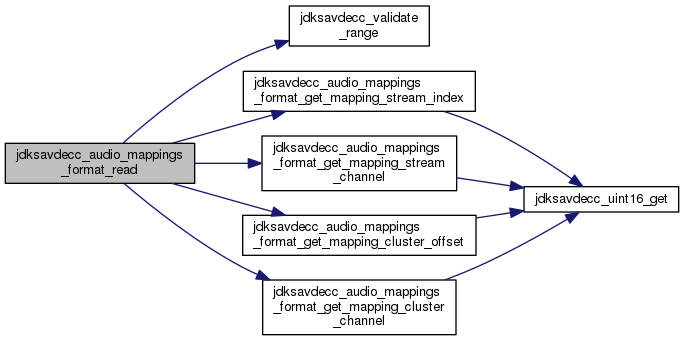 jdksavdecc_validate
_range
jdksavdecc_audio_mappings
_format_get_mapping_stream_index
jdksavdecc_audio_mappings
_format_read
jdksavdecc_audio_mappings
_format_get_mapping_stream
_channel
jdksavdecc_uint16_get
jdksavdecc_audio_mappings
_format_get_mapping_cluster_offset
jdksavdecc_audio_mappings
_format_get_mapping_cluster
_channel